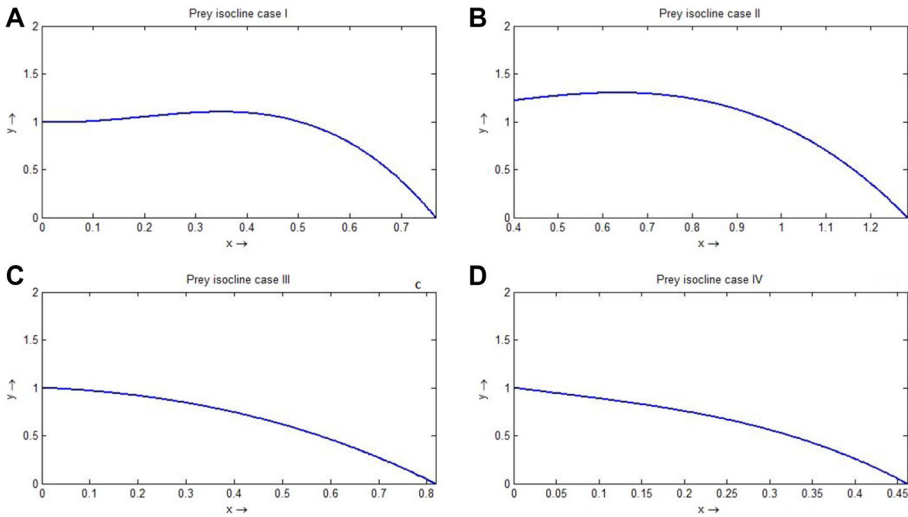 A
Prey isocline case I
2
1.5
1
0.5
0
y →
0 0.1 0.2 0.3 0.4 0.5 0.6 0.7
x →
B
Prey isocline case II
2
1.5
1
0.5
0
y →
0.4 0.5 0.6 0.7 0.8 0.9 1 1.1 1.2
x →
C
Prey isocline case III
c
2
1.5
1
0.5
0
y →
0 0.1 0.2 0.3 0.4 0.5 0.6 0.7 0.8
x →
D
Prey isocline case IV
2
1.5
1
0.5
0
y →
0 0.05 0.1 0.15 0.2 0.25 0.3 0.35 0.4 0.45
x →